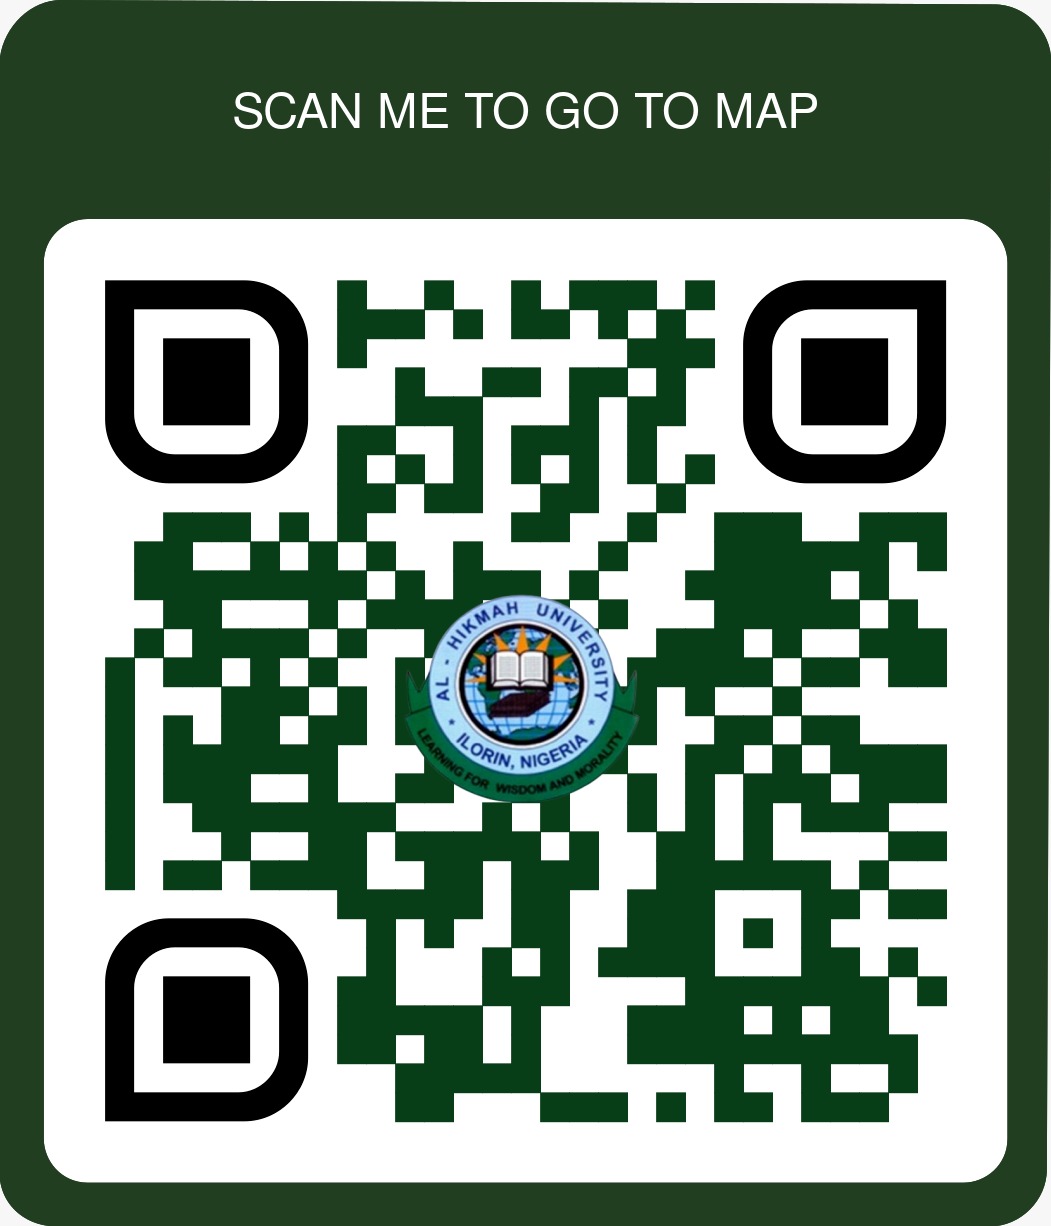 SCAN ME TO GO TO MAP
AL - HIKMAH UNIVERSITY
ILORIN, NIGERIA
LEARNING FOR WISDOM AND MORALITY